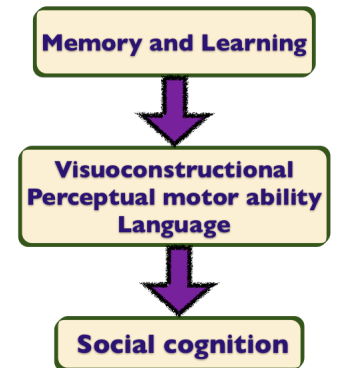 Memory and Learning
Visuoconstructional
Perceptual motor ability
Language
Social cognition